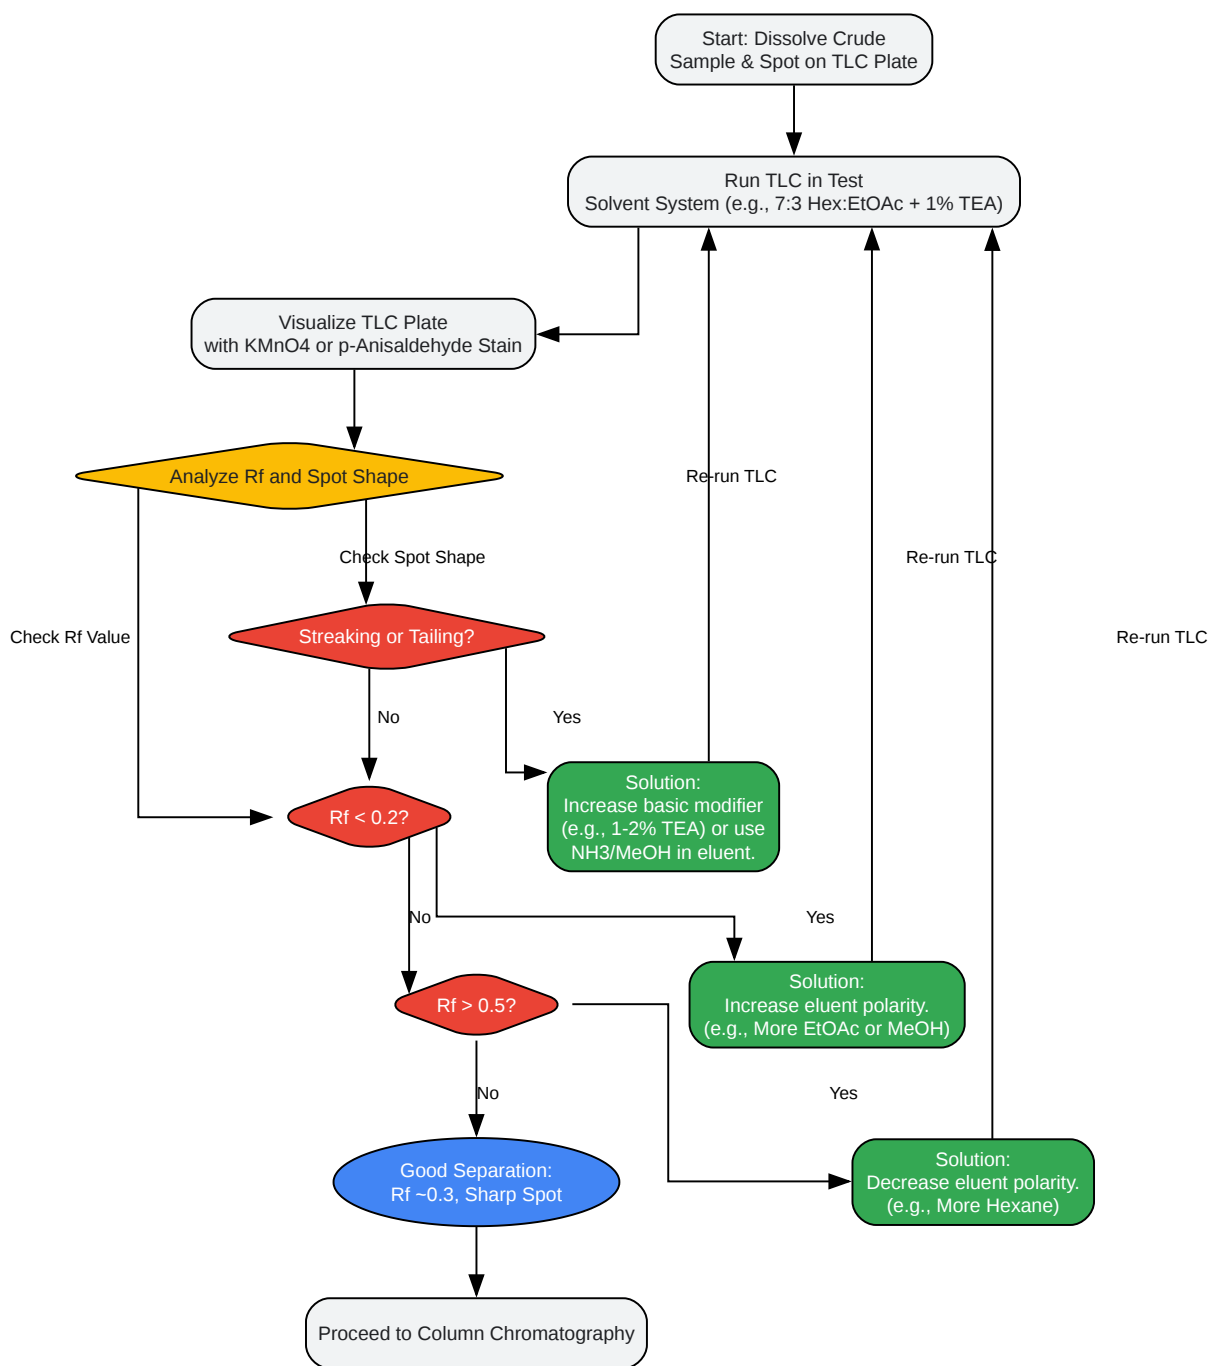 Start: Dissolve Crude
Sample & Spot on TLC Plate
Run TLC in Test
Solvent System (e.g., 7:3 Hex:EtOAc + 1% TEA)
Visualize TLC Plate
with KMnO4 or p-Anisaldehyde Stain
Analyze Rf and Spot Shape
Re-run TLC
Check Spot Shape
Re-run TLC
Check Rf Value
Streaking or Tailing?
Re-run TLC
No
Yes
Solution:
Increase basic modifier
(e.g., 1-2% TEA) or use
NH3/MeOH in eluent.
Rf < 0.2?
No
Yes
Solution:
Increase eluent polarity.
(e.g., More EtOAc or MeOH)
Rf > 0.5?
No
Yes
Good Separation:
Rf ~0.3, Sharp Spot
Solution:
Decrease eluent polarity.
(e.g., More Hexane)
Proceed to Column Chromatography